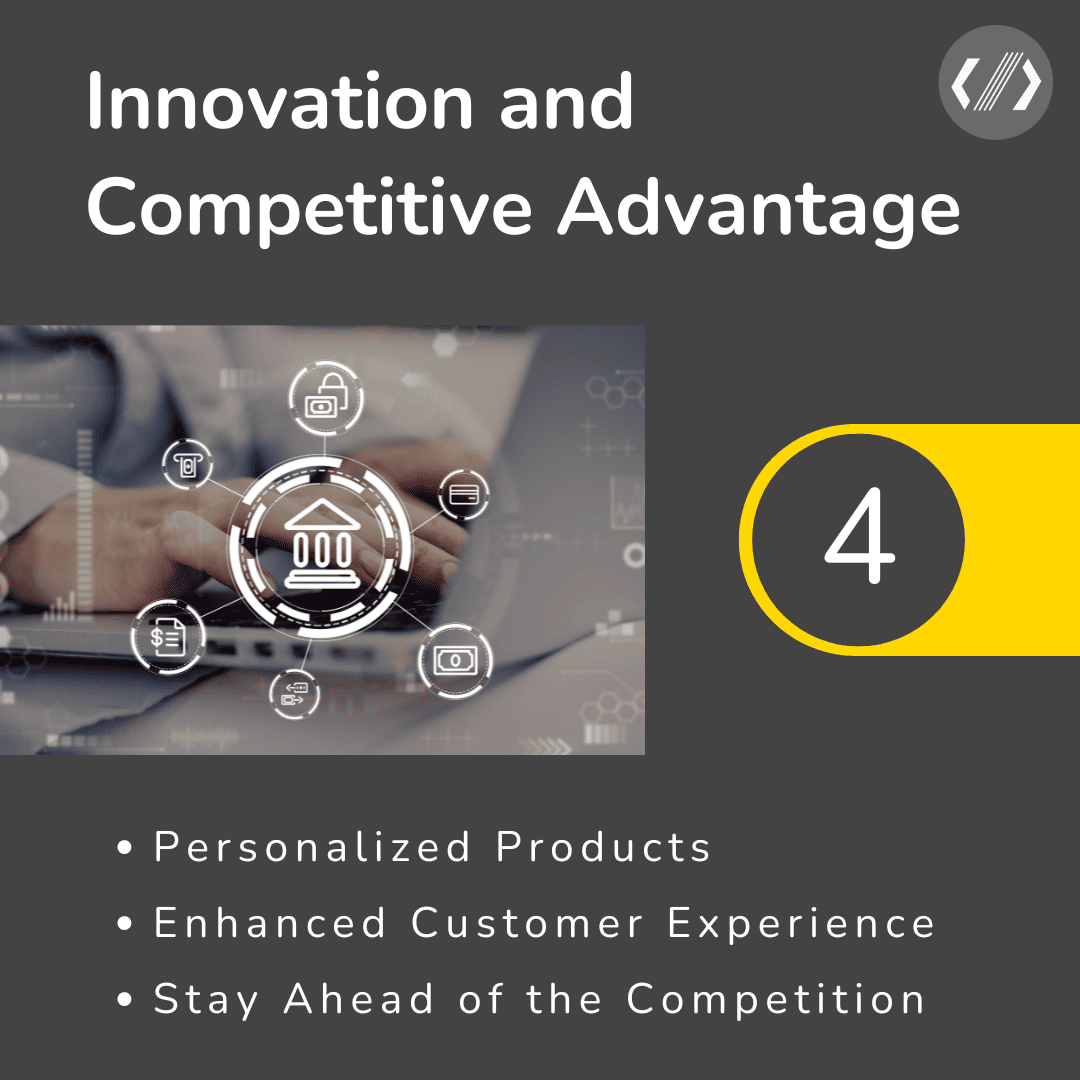 Innovation and
Competitive Advantage
4
• Personalized Products
• Enhanced Customer Experience
• Stay Ahead of the Competition